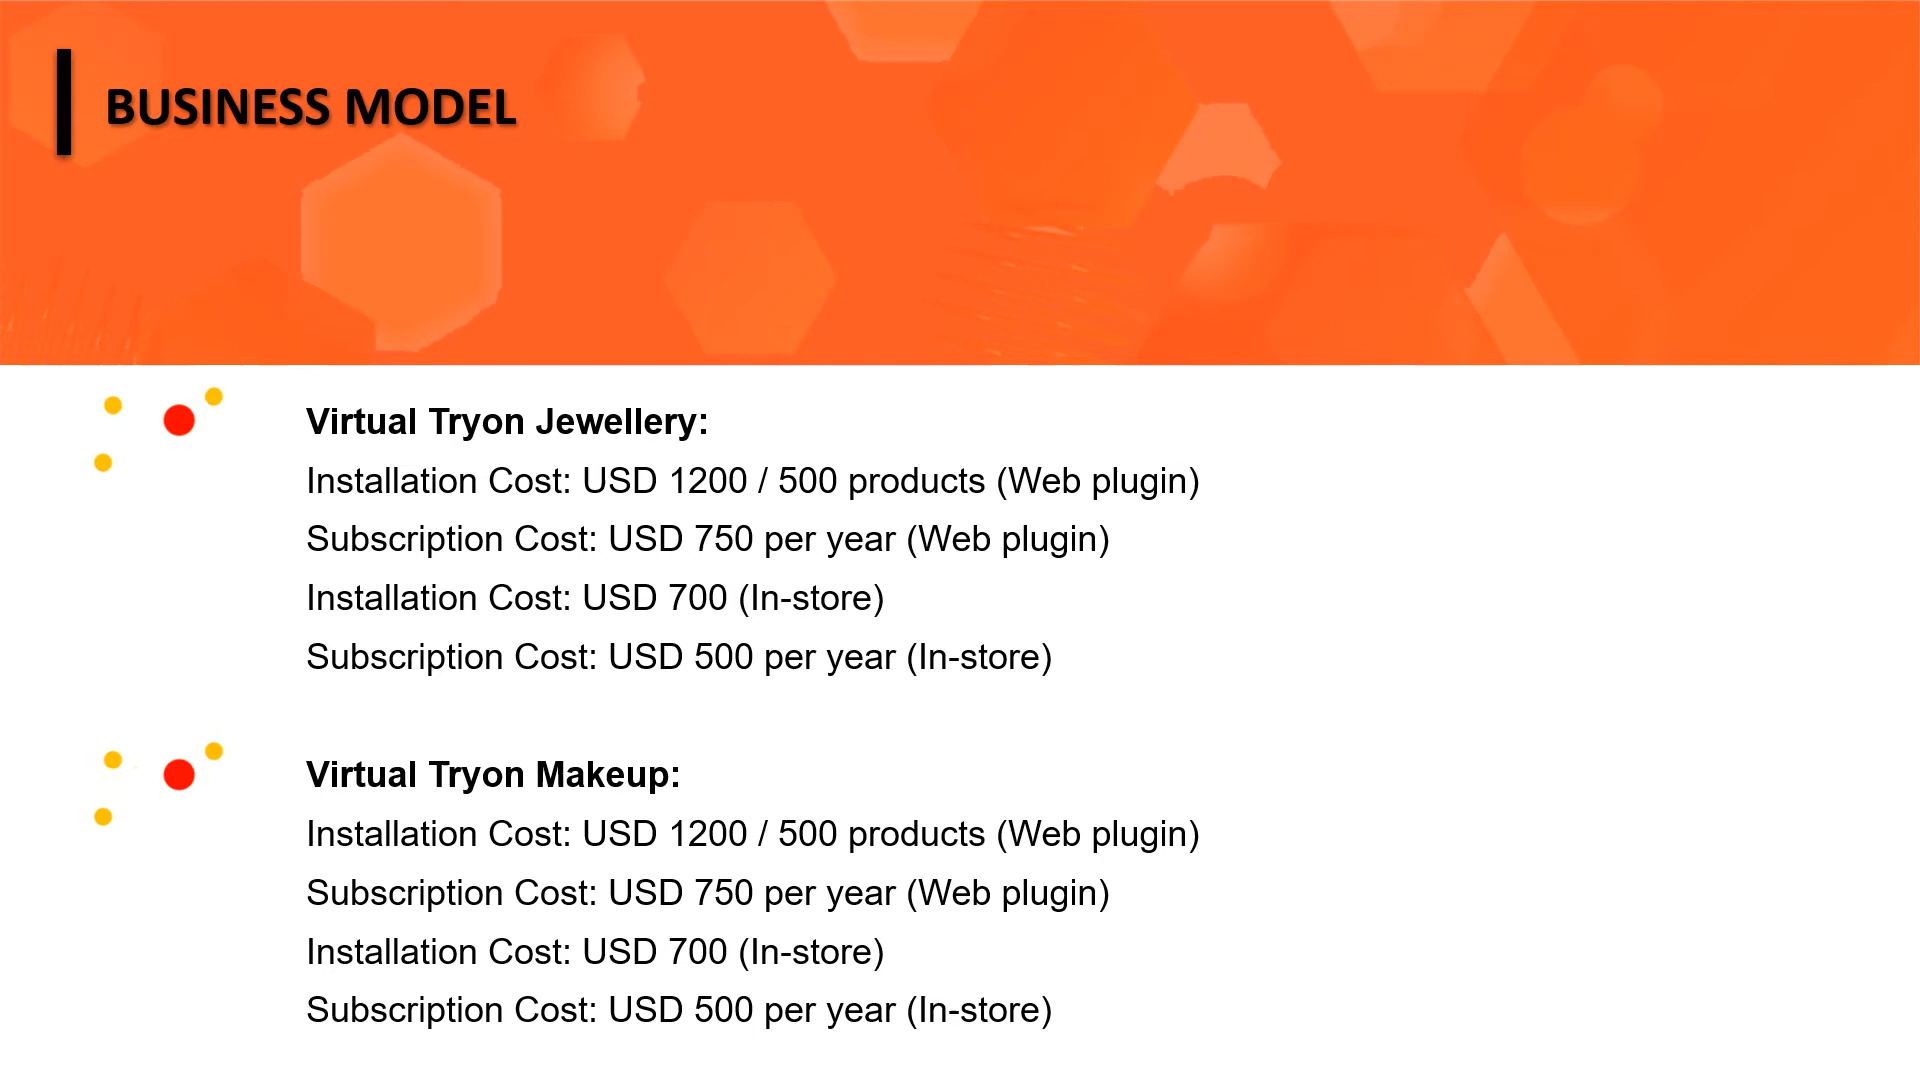 BUSINESS MODEL
Virtual Tryon Jewellery:
Installation Cost: USD 1200 / 500 products (Web plugin)
Subscription Cost: USD 750 per year (Web plugin)
Installation Cost: USD 700 (In-store)
Subscription Cost: USD 500 per year (In-store)
Virtual Tryon Makeup:
Installation Cost: USD 1200 / 500 products (Web plugin)
Subscription Cost: USD 750 per year (Web plugin)
Installation Cost: USD 700 (In-store)
Subscription Cost: USD 500 per year (In-store)